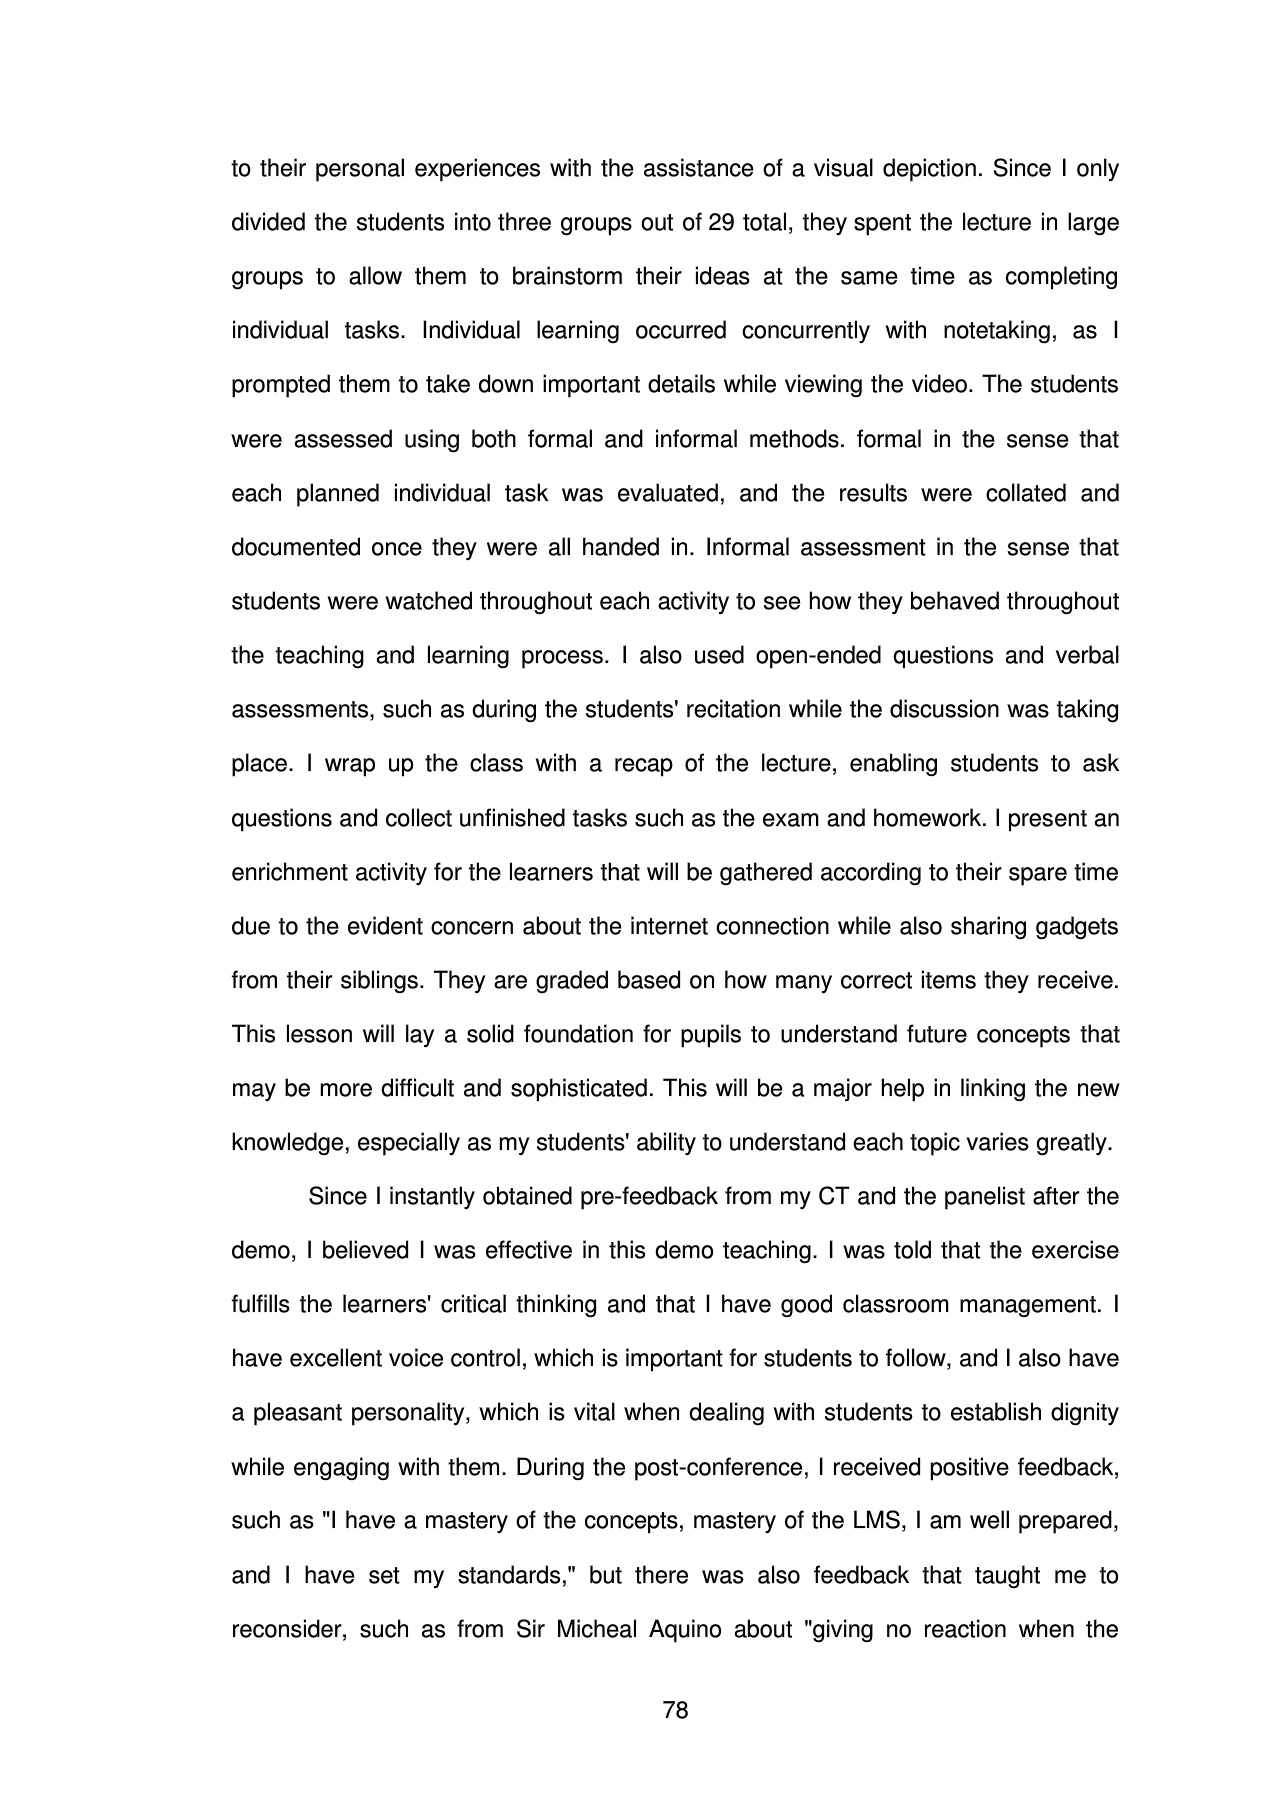 to their personal experiences with the assistance of a visual depiction. Since I only
divided the students into three groups out of 29 total, they spent the lecture in large
groups to allow them to brainstorm their ideas at the same time as completing
individual tasks. Individual learning occurred concurrently with notetaking, as I
prompted them to take down important details while viewing the video. The students
were assessed using both formal and informal methods. formal in the sense that
each planned individual task was evaluated, and the results were collated and
documented once they were all handed in. Informal assessment in the sense that
students were watched throughout each activity to see how they behaved throughout
the teaching and learning process. I also used open-ended questions and verbal
assessments, such as during the students' recitation while the discussion was taking
place. I wrap up the class with a recap of the lecture, enabling students to ask
questions and collect unfinished tasks such as the exam and homework. I present an
enrichment activity for the learners that will be gathered according to their spare time
due to the evident concern about the internet connection while also sharing gadgets
from their siblings. They are graded based on how many correct items they receive.
This lesson will lay a solid foundation for pupils to understand future concepts that
may be more difficult and sophisticated. This will be a major help in linking the new
knowledge, especially as my students' ability to understand each topic varies greatly.
Since I instantly obtained pre-feedback from my CT and the panelist after the
demo, I believed I was effective in this demo teaching. I was told that the exercise
fulfills the learners' critical thinking and that I have good classroom management. I
have excellent voice control, which is important for students to follow, and I also have
a pleasant personality, which is vital when dealing with students to establish dignity
while engaging with them. During the post-conference, I received positive feedback,
such as "I have a mastery of the concepts, mastery of the LMS, I am well prepared,
and I have set my standards," but there was also feedback that taught me to
reconsider, such as from Sir Micheal Aquino about "giving no reaction when the
78